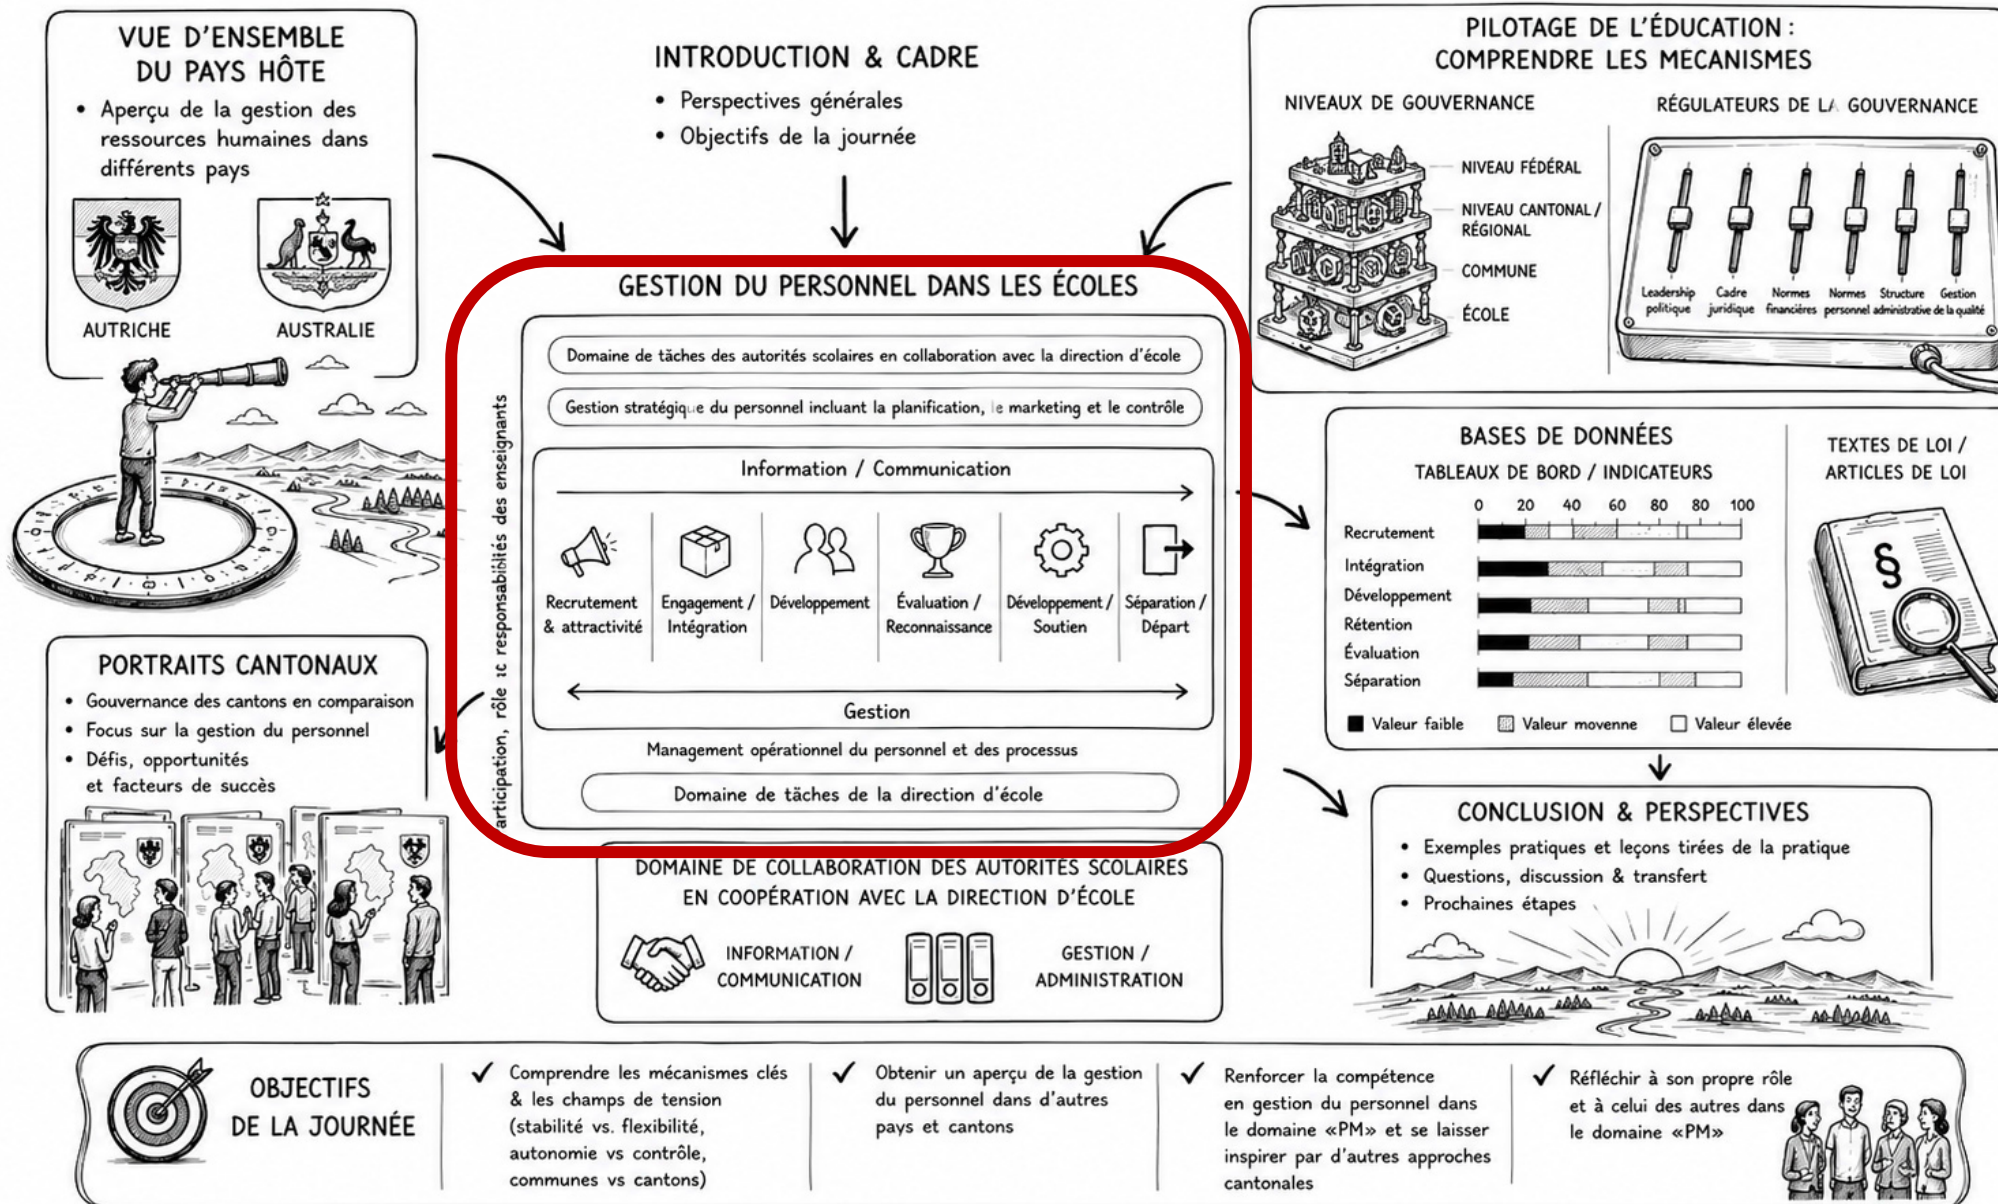 VUE D'ENSEMBLE
DU PAYS HÔTE
• Aperçu de la gestion des
ressources humaines dans
différents pays
AUTRICHE
AUSTRALIE
INTRODUCTION & CADRE
• Perspectives générales
• Objectifs de la journée
PILOTAGE DE L'ÉDUCATION :
COMPRENDRE LES MECANISMES
NIVEAUX DE GOUVERNANCE
NIVEAU FÉDÉRAL
NIVEAU CANTONAL /
RÉGIONAL
COMMUNE
ÉCOLE
RÉGULATEURS DE LA GOUVERNANCE
Leadership
politique
Cadre
juridique
Normes
financières
Normes
personnel
Structure
administrative
Gestion
de la qualité
GESTION DU PERSONNEL DANS LES ÉCOLES
Domaine de tâches des autorités scolaires en collaboration avec la direction d'école
Gestion stratégique du personnel incluant la planification, le marketing et le contrôle
articipation, rôle responsabiliés des enseignants
Information / Communication
Recrutement
& attractivité
Engagement /
Intégration
Développement
Évaluation /
Reconnaissance
Développement /
Soutien
Séparation /
Départ
Gestion
Management opérationnel du personnel et des processus
Domaine de tâches de la direction d'école
BASES DE DONNÉES
TABLEAUX DE BORD / INDICATEURS
0 20 40 60 80 80 100
Recrutement
Intégration
Développement
Rétention
Évaluation
Séparation
Valeur faible
Valeur movenne
Valeur élevée
TEXTES DE LOI /
ARTICLES DE LOI
§
PORTRAITS CANTONAUX
• Gouvernance des cantons en comparaison
• Focus sur la gestion du personnel
• Défis, opportunités
et facteurs de succès
DOMAINE DE COLLABORATION DES AUTORITÉS SCOLAIRES
EN COOPÉRATION AVEC LA DIRECTION D'ÉCOLE
INFORMATION /
COMMUNICATION
GESTION /
ADMINISTRATION
CONCLUSION & PERSPECTIVES
• Exemples pratiques et leçons tirées de la pratique
• Questions, discussion & transfert
• Prochaines étapes
OBJECTIFS
DE LA JOURNÉE
✓ Comprendre les mécanismes clés
& les champs de tension
(stabilité vs. flexibilité,
autonomie vs contrôle,
communes vs cantons)
✓ Obtenir un aperçu de la gestion
du personnel dans d'autres
pays et cantons
✓ Renforcer la compétence
en gestion du personnel dans
le domaine «PM» et se laisser
inspirer par d'autres approches
cantonales
✓ Réfléchir à son propre rôle
et à celui des autres dans
le domaine «PM»